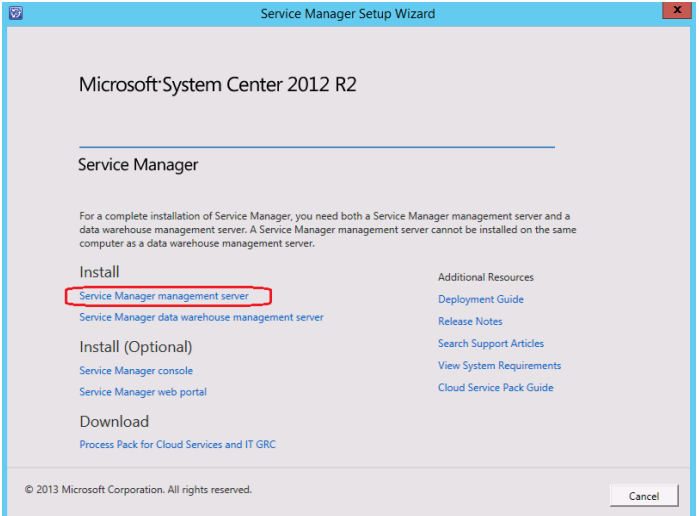 Service Manager Setup Wizard
x
Microsoft System Center 2012 R2
Service Manager
For a complete installation of Service Manager, you need both a Service Manager management server and a
data warehouse management server. A Service Manager management server cannot be installed on the same
computer as a data warehouse management server.
Install
Service Manager management server
Service Manager data warehouse management server
Install (Optional)
Service Manager console
Service Manager web portal
Download
Process Pack for Cloud Services and IT GRC
Additional Resources
Deployment Guide
Release Notes
Search Support Articles
View System Requirements
Cloud Service Pack Guide
© 2013 Microsoft Corporation. All rights reserved.
Cancel